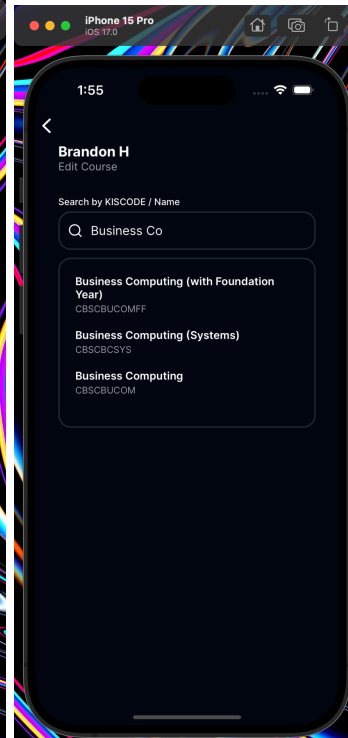 iPhone 15 Pro
iOS 17.0
1:55
Brandon H
Edit Course
Search by KISCODE / Name
Business Co
Business Computing (with Foundation
Year)
CBSCBUCOMFF
Business Computing (Systems)
CBSCBCSYS
Business Computing
CBSCBUCOM